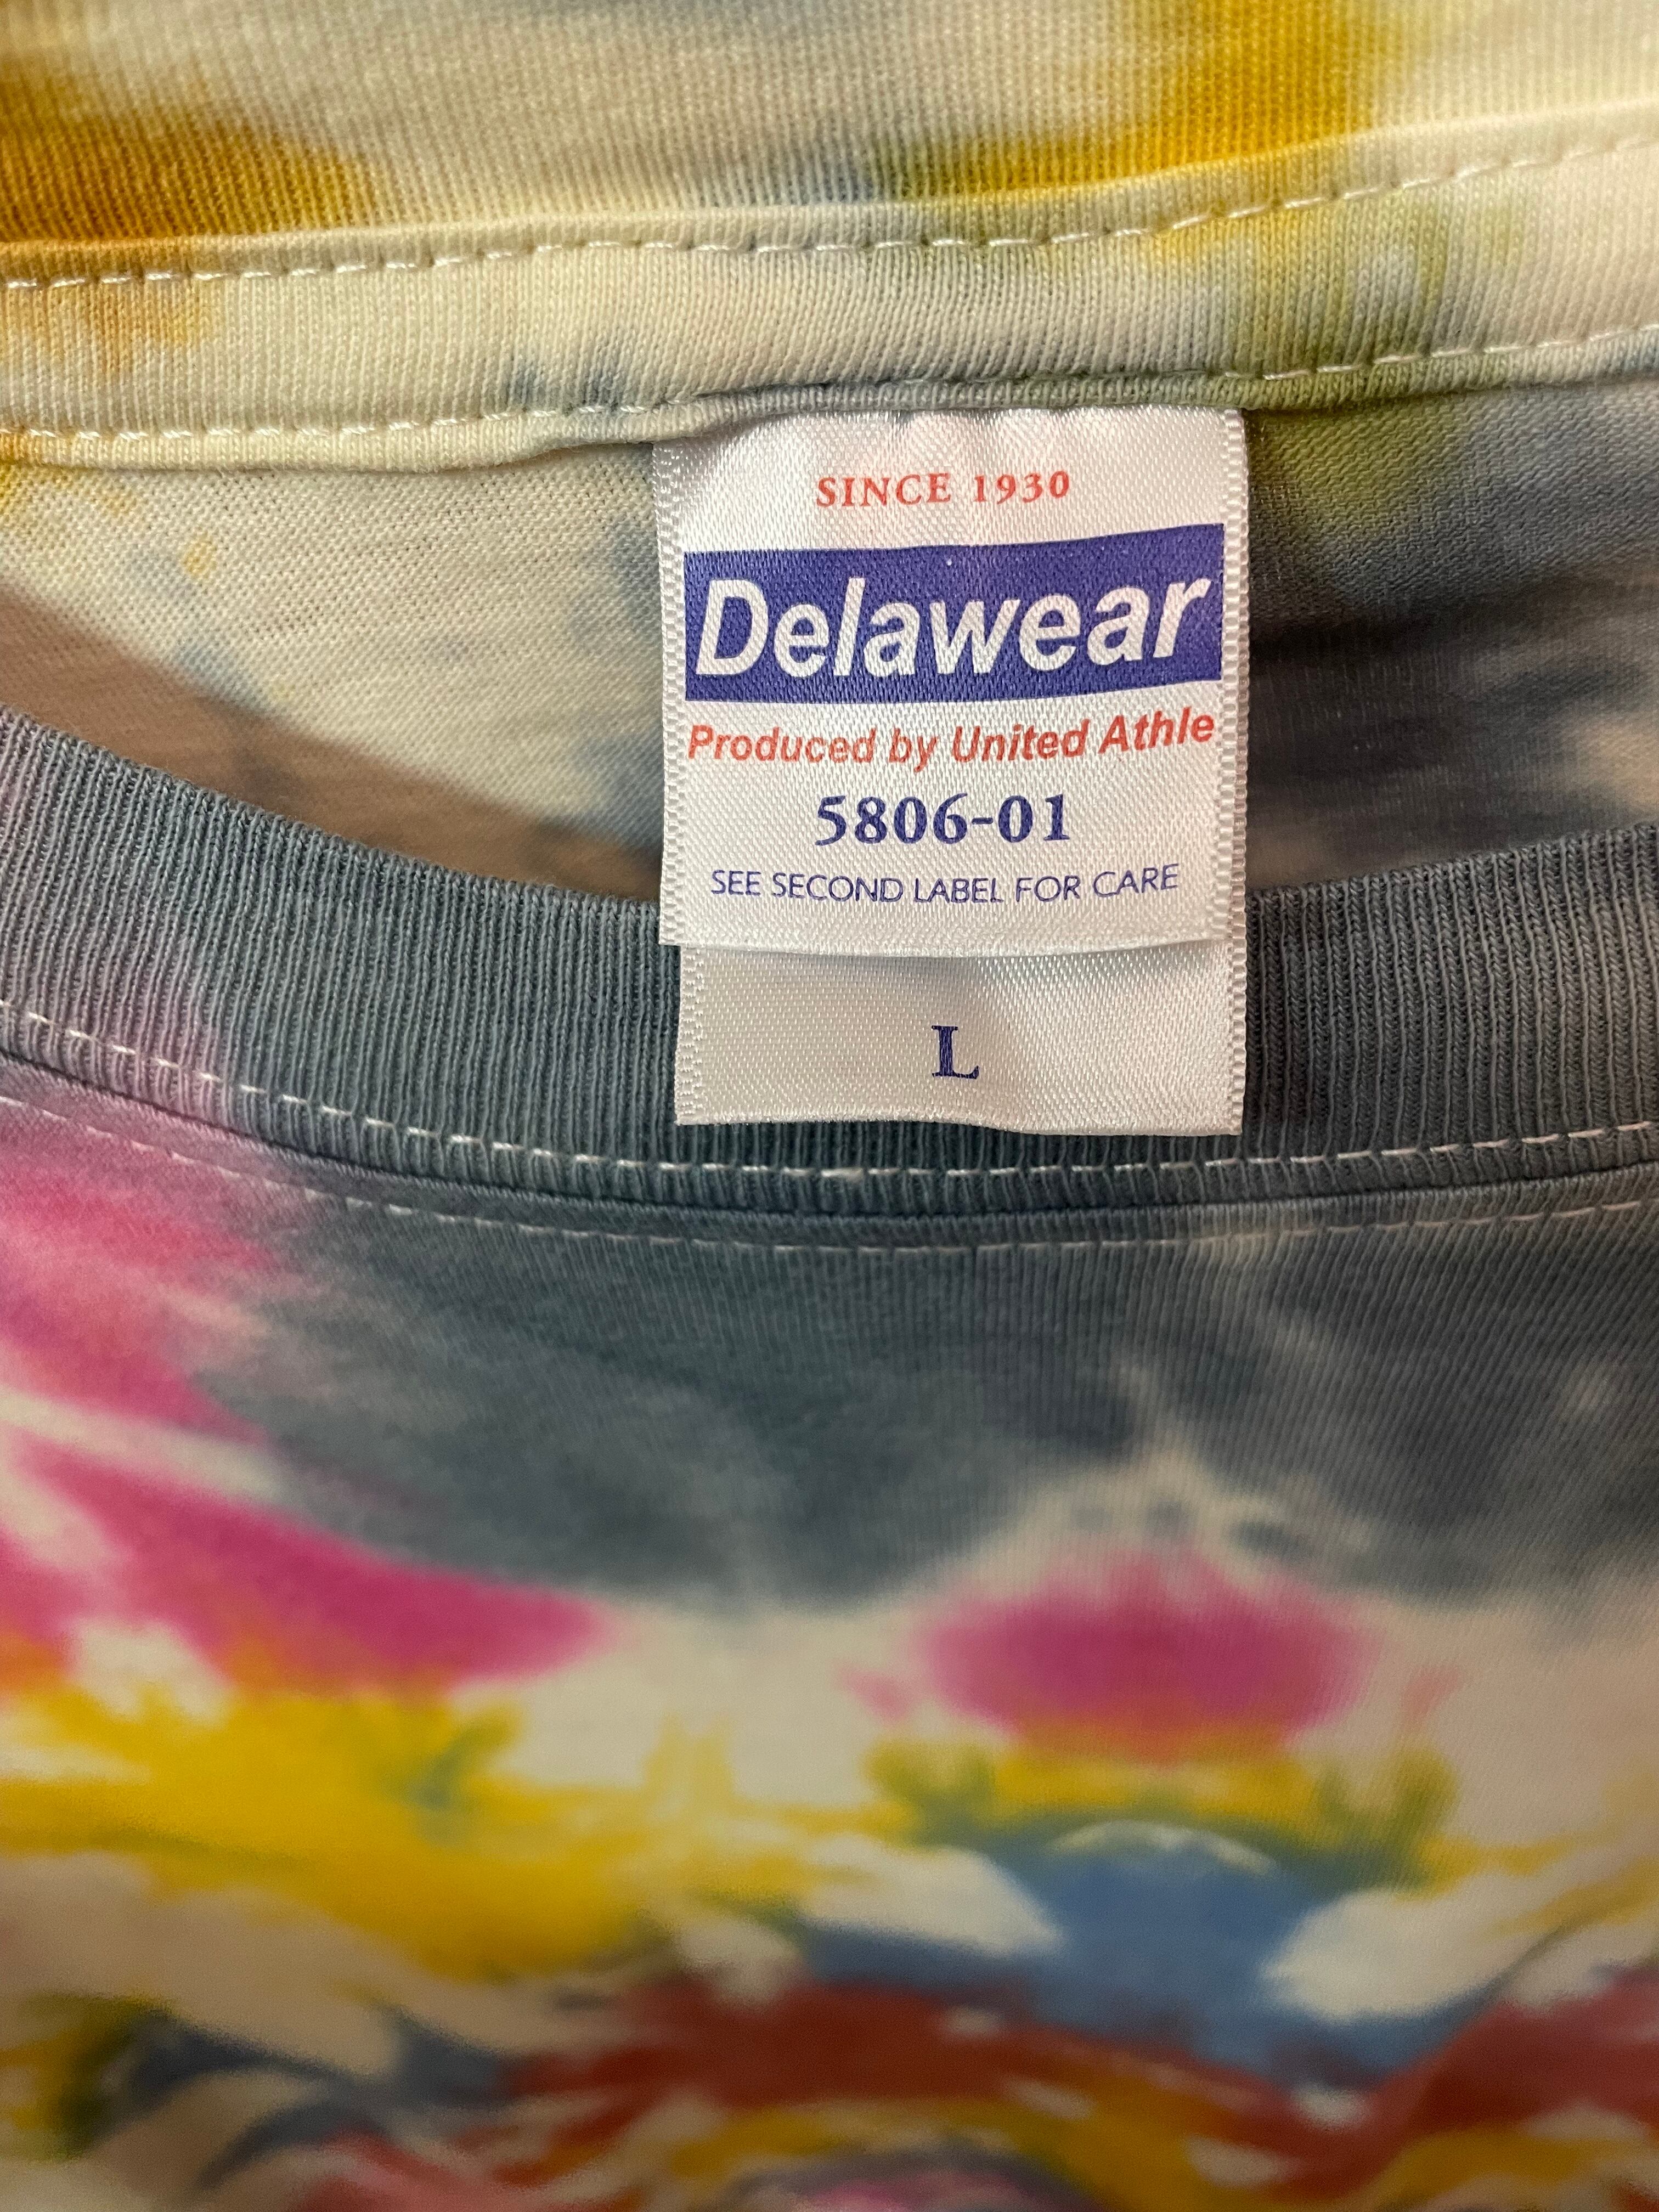 SINCE 1930
Delawear
Produced by United Athle
5806-01
SEE SECOND LABEL FOR CARE
L